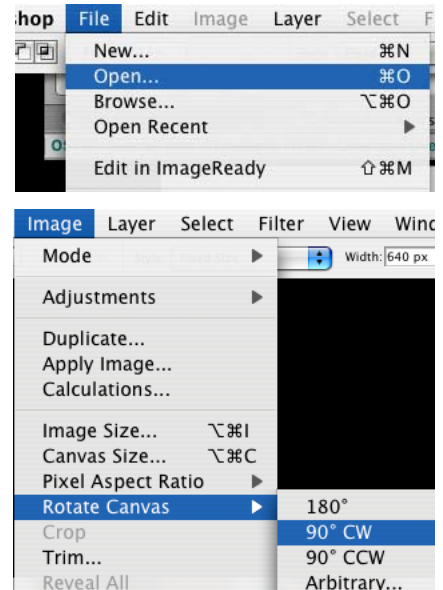 hop File Edit Image Layer Select F
New... ⌘N
Open... ⌘O
Browse... ⌥⌘O
Open Recent ▶
Edit in ImageReady ⇧⌘M
Image Layer Select Filter View Wind
Mode ▶ Width: 640 px
Adjustments ▶
Duplicate...
Apply Image...
Calculations...
Image Size... ⌥⌘I
Canvas Size... ⌥⌘C
Pixel Aspect Ratio ▶
Rotate Canvas ▶ 180°
Crop 90° CW
Trim... 90° CCW
Reveal All Arbitrary...